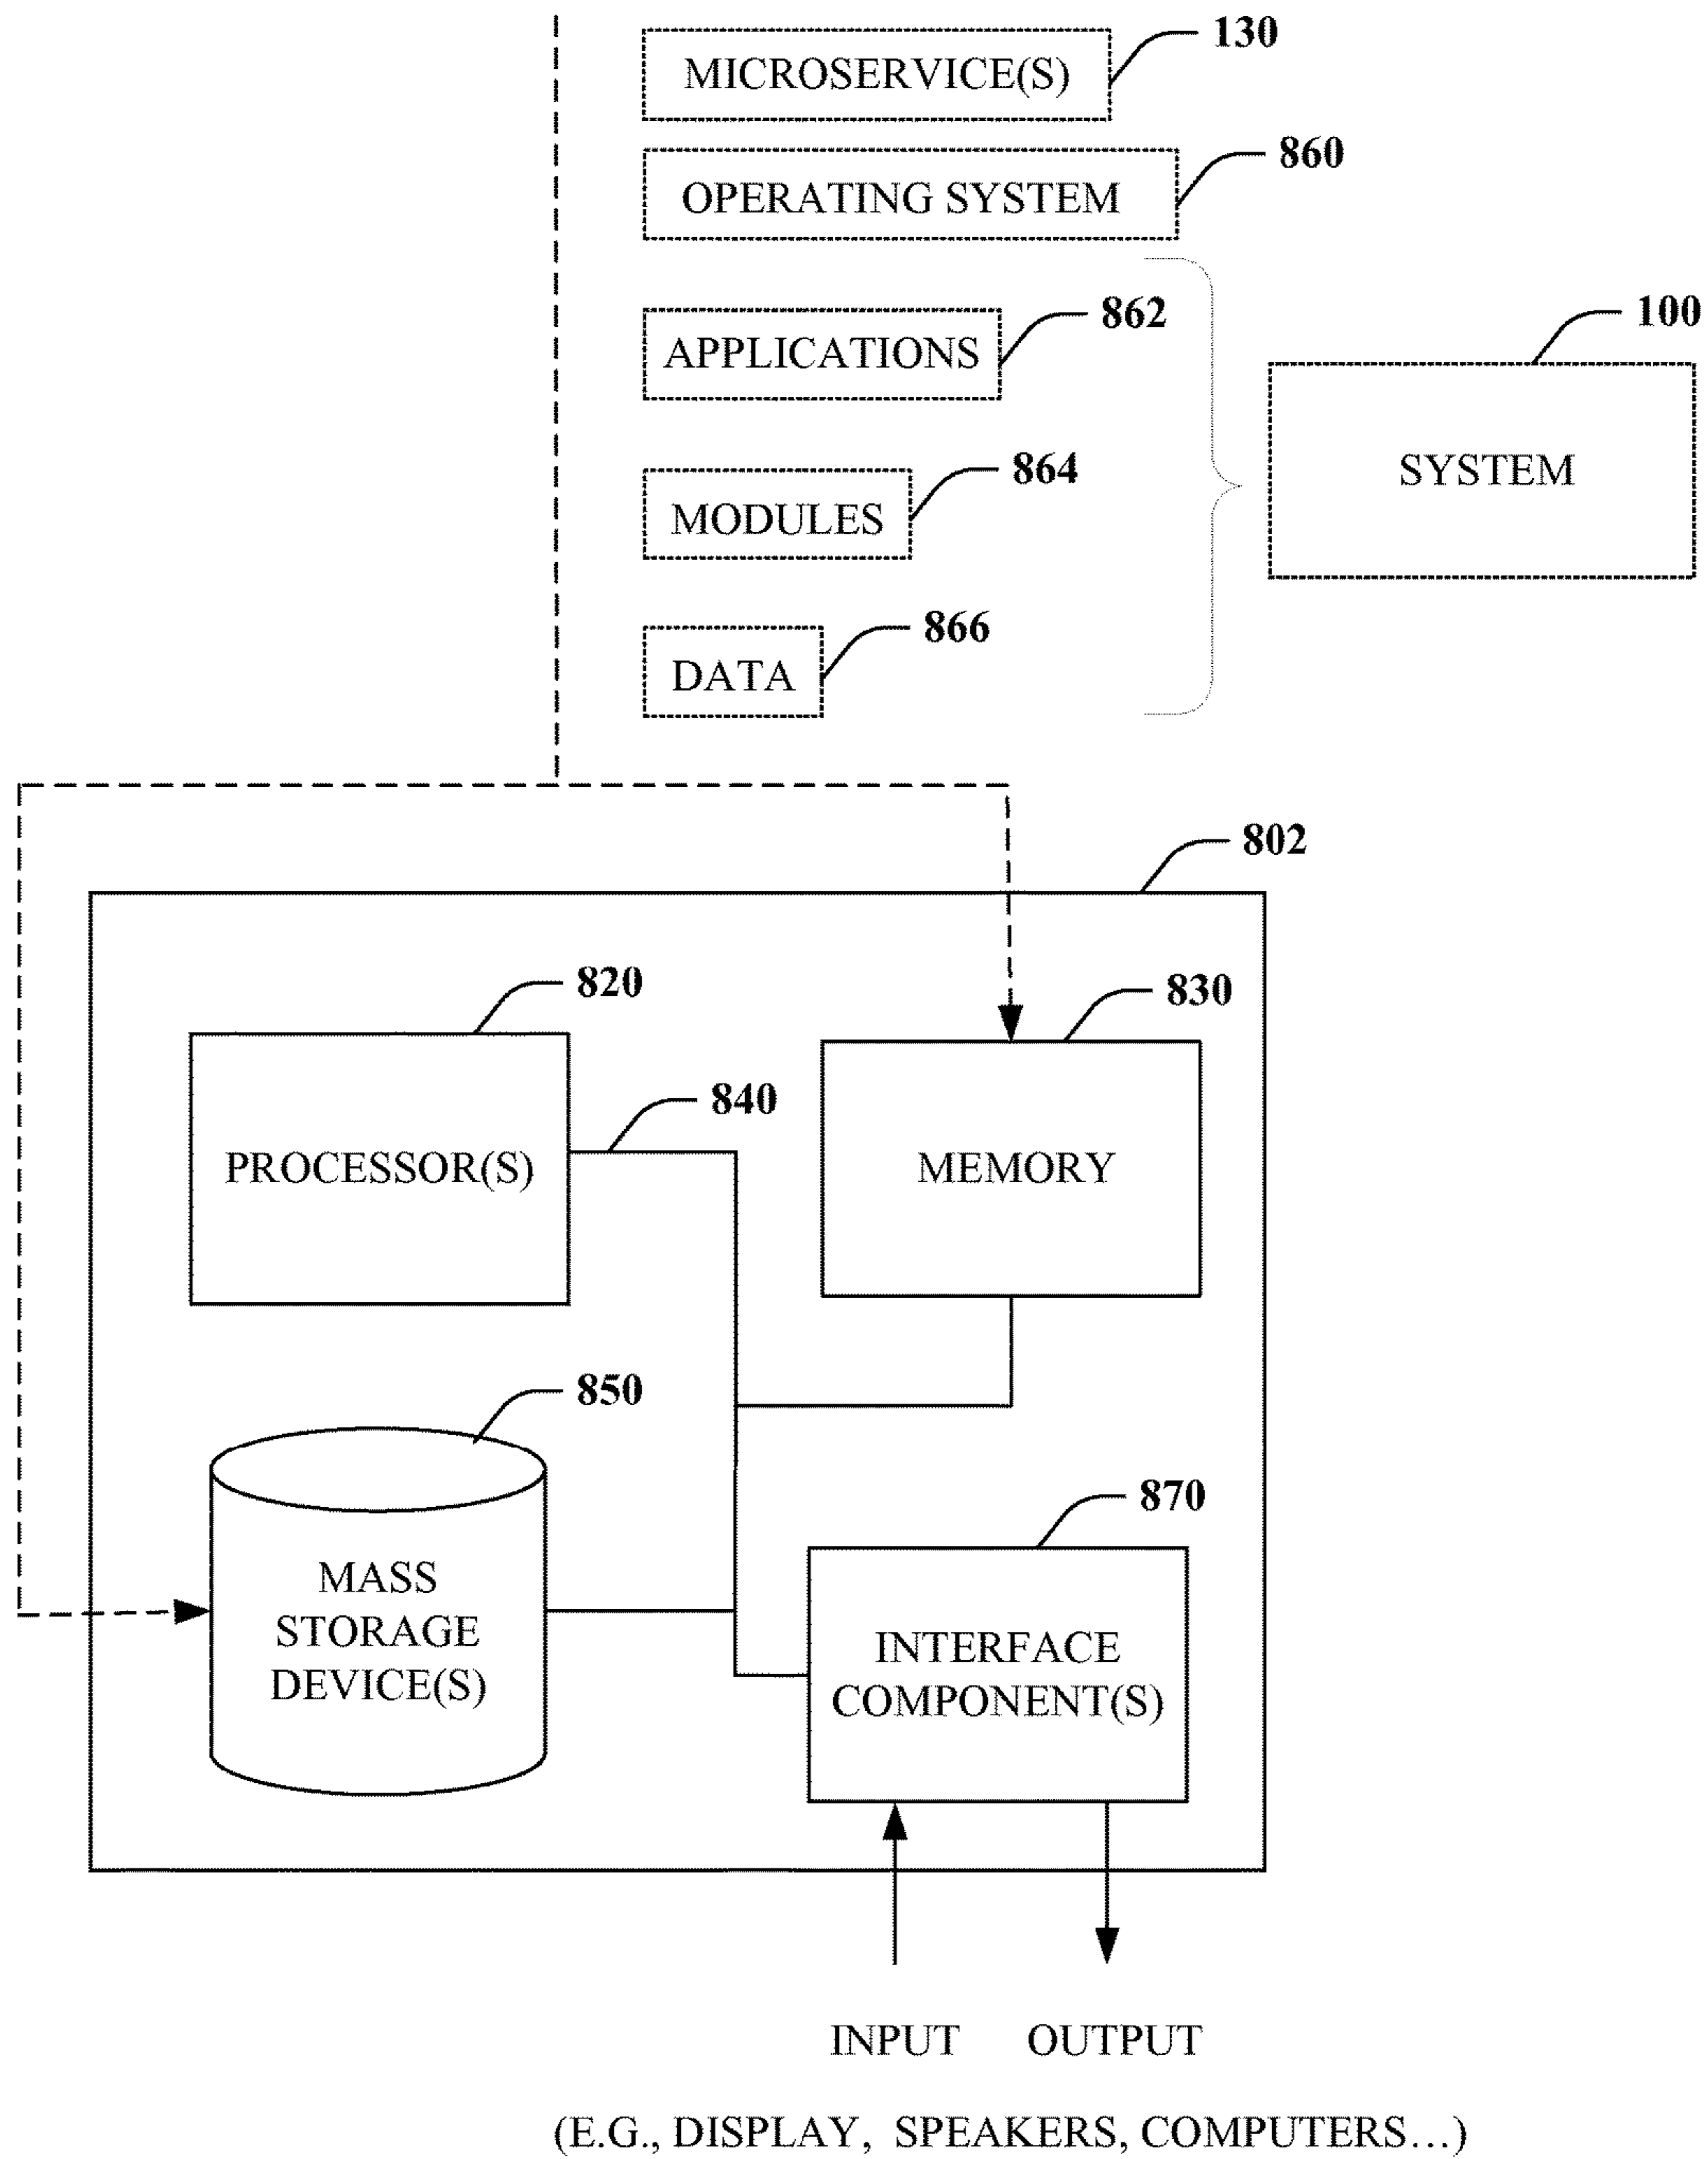 130
MICROSERVICE(S)
860
OPERATING SYSTEM
862
APPLICATIONS
100
SYSTEM
864
MODULES
866
DATA
802
820
830
840
PROCESSOR(S)
MEMORY
850
870
MASS
STORAGE
DEVICE(S)
INTERFACE
COMPONENT(S)
INPUT
OUTPUT
(E.G., DISPLAY, SPEAKERS, COMPUTERS…)